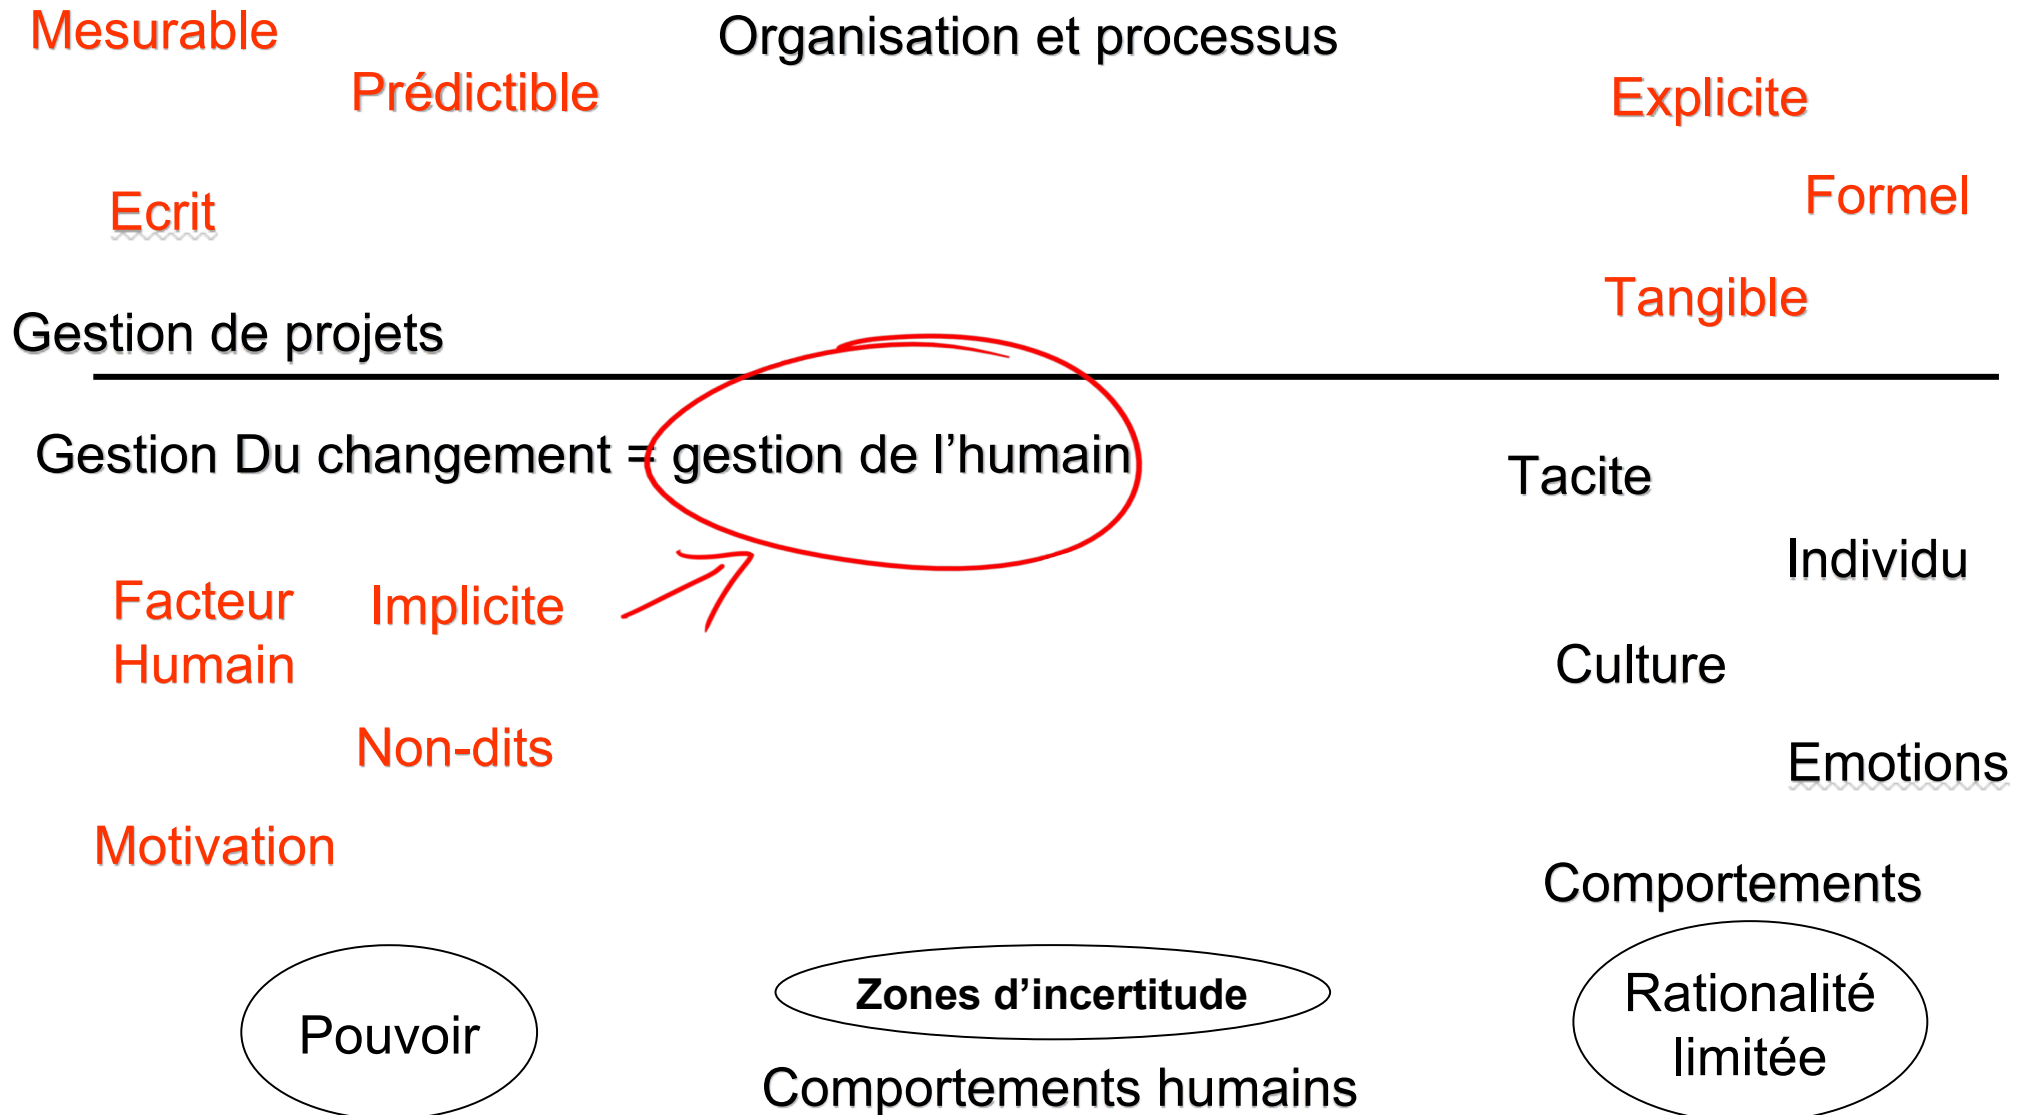 Mesurable
Organisation et processus
Prédictible
Explicite
Ecrit
Formel
Tangible
Gestion de projets
Gestion Du changement = gestion de l’humain
Tacite
Individu
Facteur
Humain
Implicite
Culture
Non-dits
Emotions
Motivation
Comportements
Pouvoir
Zones d’incertitude
Rationalité
limitée
Comportements humains